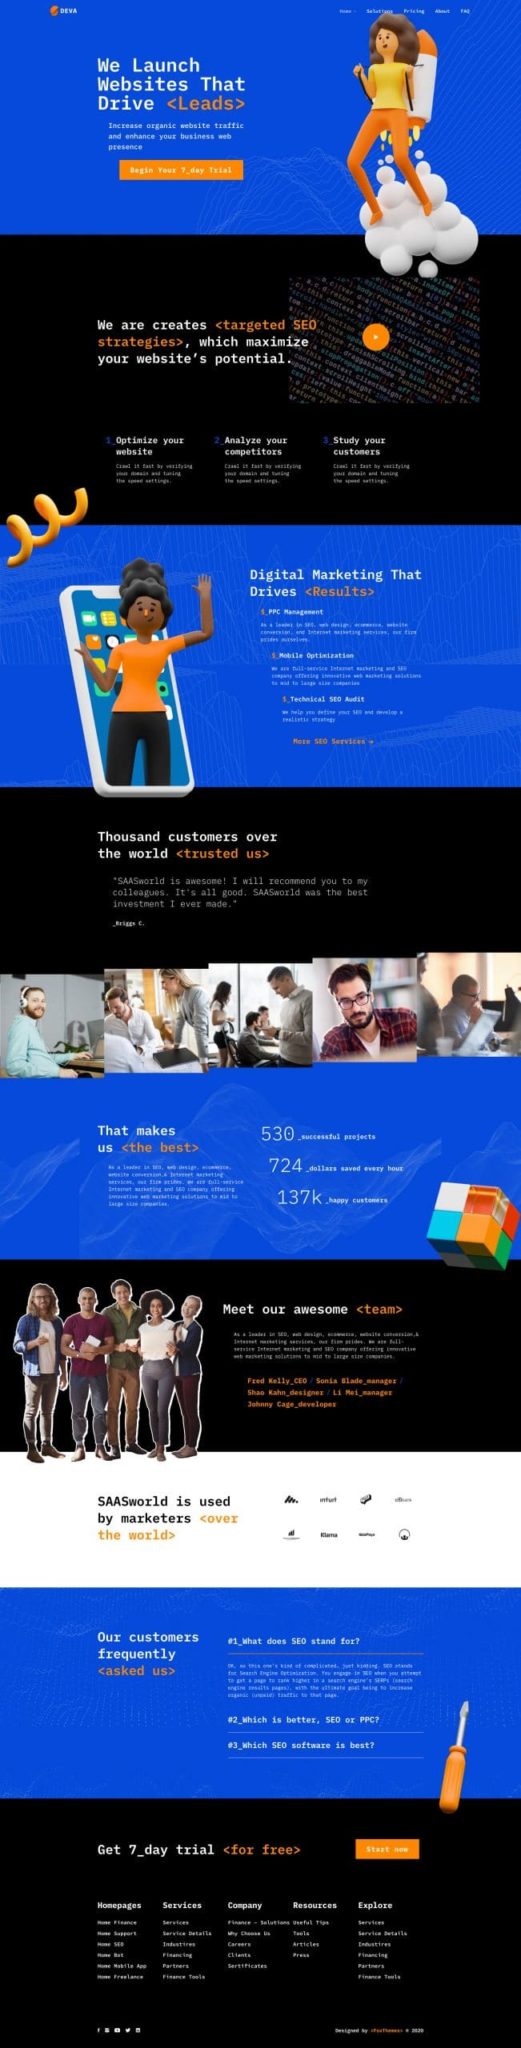 DEVA
Home
Solutions
Pricing
About
FAQ
We Launch
Websites That
Drive <Leads>
Increase organic website traffic
and enhance your business web
presence
Begin Your 7_day Trial
We are creates <targeted SEO
strategies>, which maximize
your website's potential.
1_Optimize your
website
Crawl it fast by verifying
your domain and tuning
the speed settings.
2_Analyze your
competitors
Crawl it fast by verifying
your domain and tuning
the speed settings.
3_Study your
customers
Crawl it fast by verifying
your domain and tuning
the speed settings.
Digital Marketing That
Drives <Results>
$_PPC Management
As a leader in SEO, web design, ecommerce, website
conversion, and Internet marketing services, our firm
prides ourselves.
$_Mobile Optimization
We are full-service Internet marketing and SEO
company offering innovative web marketing solutions
to mid to large size companies
$_Technical SEO Audit
We help you define your SEO and develop a
realistic strategy
More SEO Services →
Thousand customers over
the world <trusted us>
"SAASworld is awesome! I will recommend you to my
colleagues. It's all good. SAASworld was the best
investment I ever made."
_Briggs C.
That makes
us <the best>
As a leader in SEO, web design, ecommerce,
website conversion,& Internet marketing
services, our firm prides. We are full-service
Internet marketing and SEO company offering
innovative web marketing solutions to mid to
large size companies.
530 _successful projects
724 _dollars saved every hour
137k _happy customers
Meet our awesome <team>
As a leader in SEO, web design, ecommerce, website conversion,&
Internet marketing services, our firm prides. We are full-
service Internet marketing and SEO company offering innovative
web marketing solutions to mid to large size companies.
Fred Kelly_CEO / Sonia Blade_manager /
Shao Kahn_designer / Li Mei_manager
Johnny Cage_developer
SAASworld is used
by marketers <over
the world>
Klarna
Our customers
frequently
<asked us>
#1_What does SEO stand for?
OK, so this one's kind of complicated, just kidding. SEO stands
for Search Engine Optimization. You engage in SEO when you attempt
to get a page to rank higher in a search engine's SERPs (search
engine results pages), with the ultimate goal being to increase
organic (unpaid) traffic to that page.
#2_Which is better, SEO or PPC?
#3_Which SEO software is best?
Get 7_day trial <for free>
Start now
Homepages
Home Finance
Home Support
Home SEO
Home Bot
Home Mobile App
Home Freelance
Services
Services
Service Details
Industires
Financing
Partners
Finance Tools
Company
Finance – Solutions
Why Choose Us
Careers
Clients
Sertificates
Resources
Useful Tips
Tools
Articles
Press
Explore
Services
Service Details
Industires
Financing
Partners
Finance Tools
Designed by <FoxThemes> © 2020